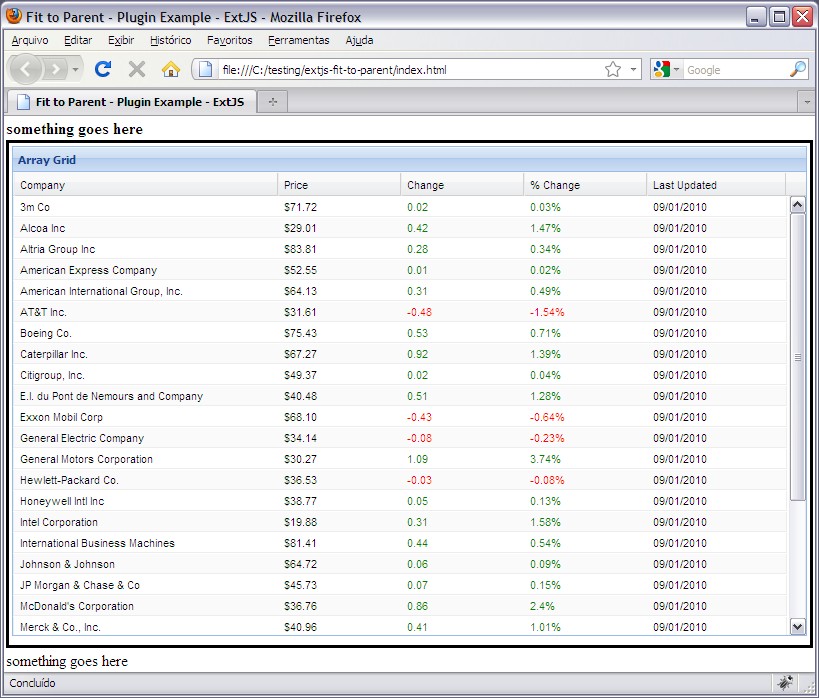 Fit to Parent - Plugin Example - ExtJS - Mozilla Firefox
Arquivo Editar Exibir Histórico Favoritos Ferramentas Ajuda
file:///C:/testing/extjs-fit-to-parent/index.html Google
Fit to Parent - Plugin Example - ExtJS
something goes here
Array Grid
Company Price Change % Change Last Updated
3m Co $71.72 0.02 0.03% 09/01/2010
Alcoa Inc $29.01 0.42 1.47% 09/01/2010
Altria Group Inc $83.81 0.28 0.34% 09/01/2010
American Express Company $52.55 0.01 0.02% 09/01/2010
American International Group, Inc. $64.13 0.31 0.49% 09/01/2010
AT&T Inc. $31.61 -0.48 -1.54% 09/01/2010
Boeing Co. $75.43 0.53 0.71% 09/01/2010
Caterpillar Inc. $67.27 0.92 1.39% 09/01/2010
Citigroup, Inc. $49.37 0.02 0.04% 09/01/2010
E.I. du Pont de Nemours and Company $40.48 0.51 1.28% 09/01/2010
Exxon Mobil Corp $68.10 -0.43 -0.64% 09/01/2010
General Electric Company $34.14 -0.08 -0.23% 09/01/2010
General Motors Corporation $30.27 1.09 3.74% 09/01/2010
Hewlett-Packard Co. $36.53 -0.03 -0.08% 09/01/2010
Honeywell Intl Inc $38.77 0.05 0.13% 09/01/2010
Intel Corporation $19.88 0.31 1.58% 09/01/2010
International Business Machines $81.41 0.44 0.54% 09/01/2010
Johnson & Johnson $64.72 0.06 0.09% 09/01/2010
JP Morgan & Chase & Co $45.73 0.07 0.15% 09/01/2010
McDonald's Corporation $36.76 0.86 2.4% 09/01/2010
Merck & Co., Inc. $40.96 0.41 1.01% 09/01/2010
something goes here
Concluído